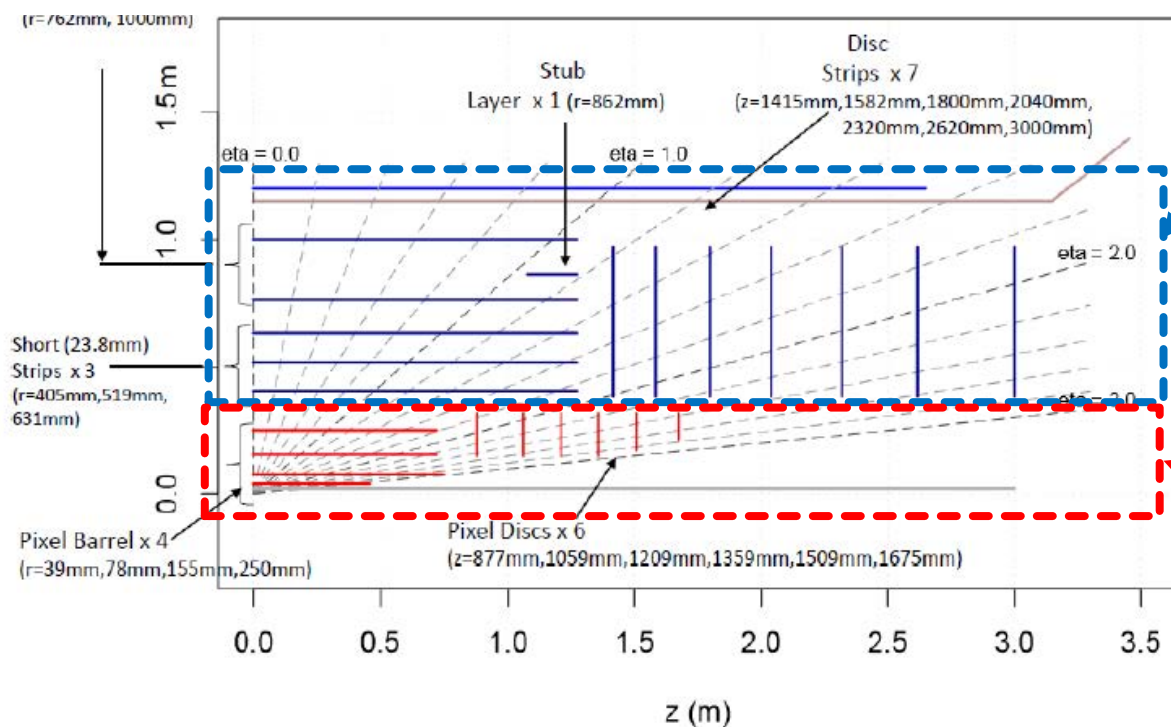 (r=762mm, 1000mm)
Disc
Strips x 7
(z=1415mm,1582mm,1800mm,2040mm,
2320mm,2620mm,3000mm)
Stub
Layer x 1 (r=862mm)
1.5 m
eta = 0.0
eta = 1.0
1.0
eta = 2.0
Short (23.8mm)
Strips x 3
(r=405mm,519mm,
631mm)
0.0
Pixel Barrel x 4
(r=39mm,78mm,155mm,250mm)
Pixel Discs x 6
(z=877mm,1059mm,1209mm,1359mm,1509mm,1675mm)
0.0 0.5 1.0 1.5 2.0 2.5 3.0 3.5
z (m)